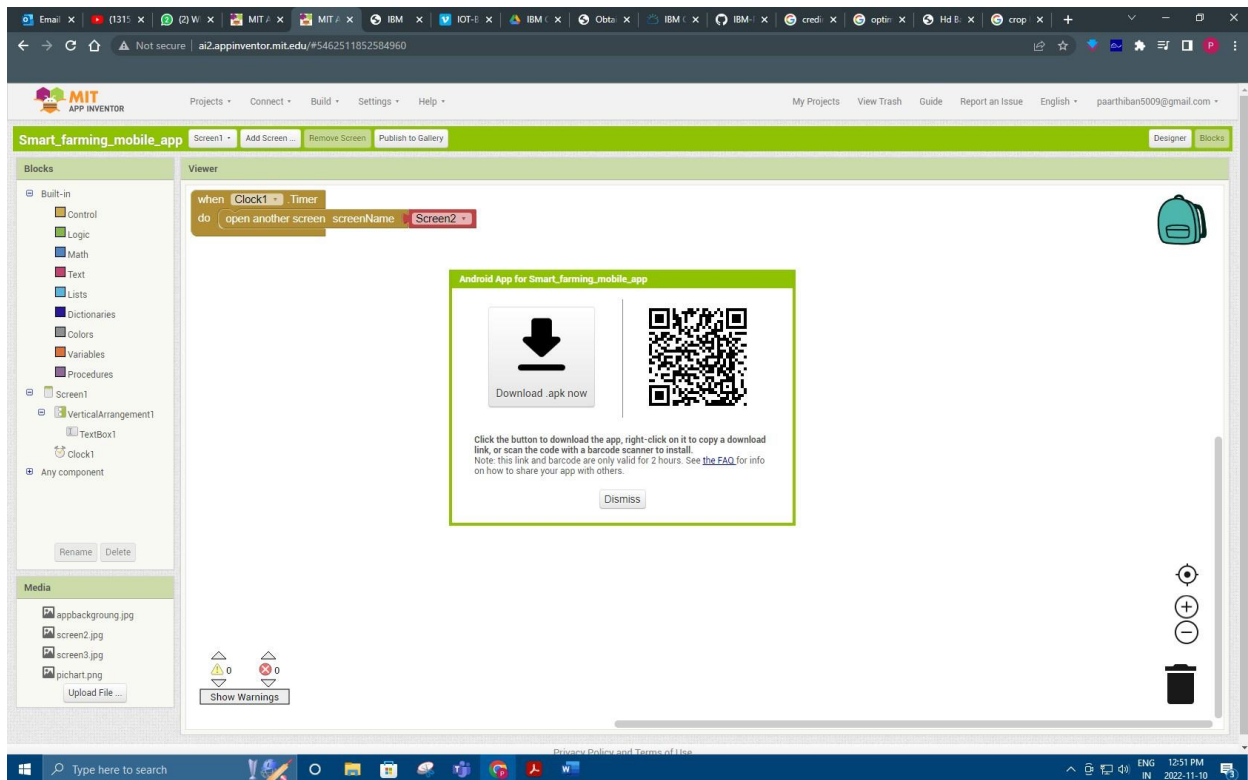 Email
(1315
(2) W
MIT A
MIT A
IBM
IOT-B
IBM (
Obtai
IBM (
IBM-I
credi
optim
Hd B
crop
Not secure | ai2.appinventor.mit.edu/#5462511852584960
MIT
APP INVENTOR
Projects Connect Build Settings Help
My Projects View Trash Guide Report an Issue English paarthiban5009@gmail.com
Smart_farming_mobile_app Screen1 Add Screen ... Remove Screen Publish to Gallery Designer Blocks
Blocks
Built-in
Control
Logic
Math
Text
Lists
Dictionaries
Colors
Variables
Procedures
Screen1
VerticalArrangement1
TextBox1
Clock1
Any component
Rename Delete
Media
appbackgroung.jpg
screen2.jpg
screen3.jpg
pichart.png
Upload File ...
Viewer
when Clock1 .Timer
do open another screen screenName Screen2
Android App for Smart_farming_mobile_app
Download .apk now
Click the button to download the app, right-click on it to copy a download
link, or scan the code with a barcode scanner to install.
Note: this link and barcode are only valid for 2 hours. See the FAQ for info
on how to share your app with others.
Dismiss
0 0
Show Warnings
Privacy Policy and Terms of Use
Type here to search
ENG
IN
12:51 PM
2022-11-10